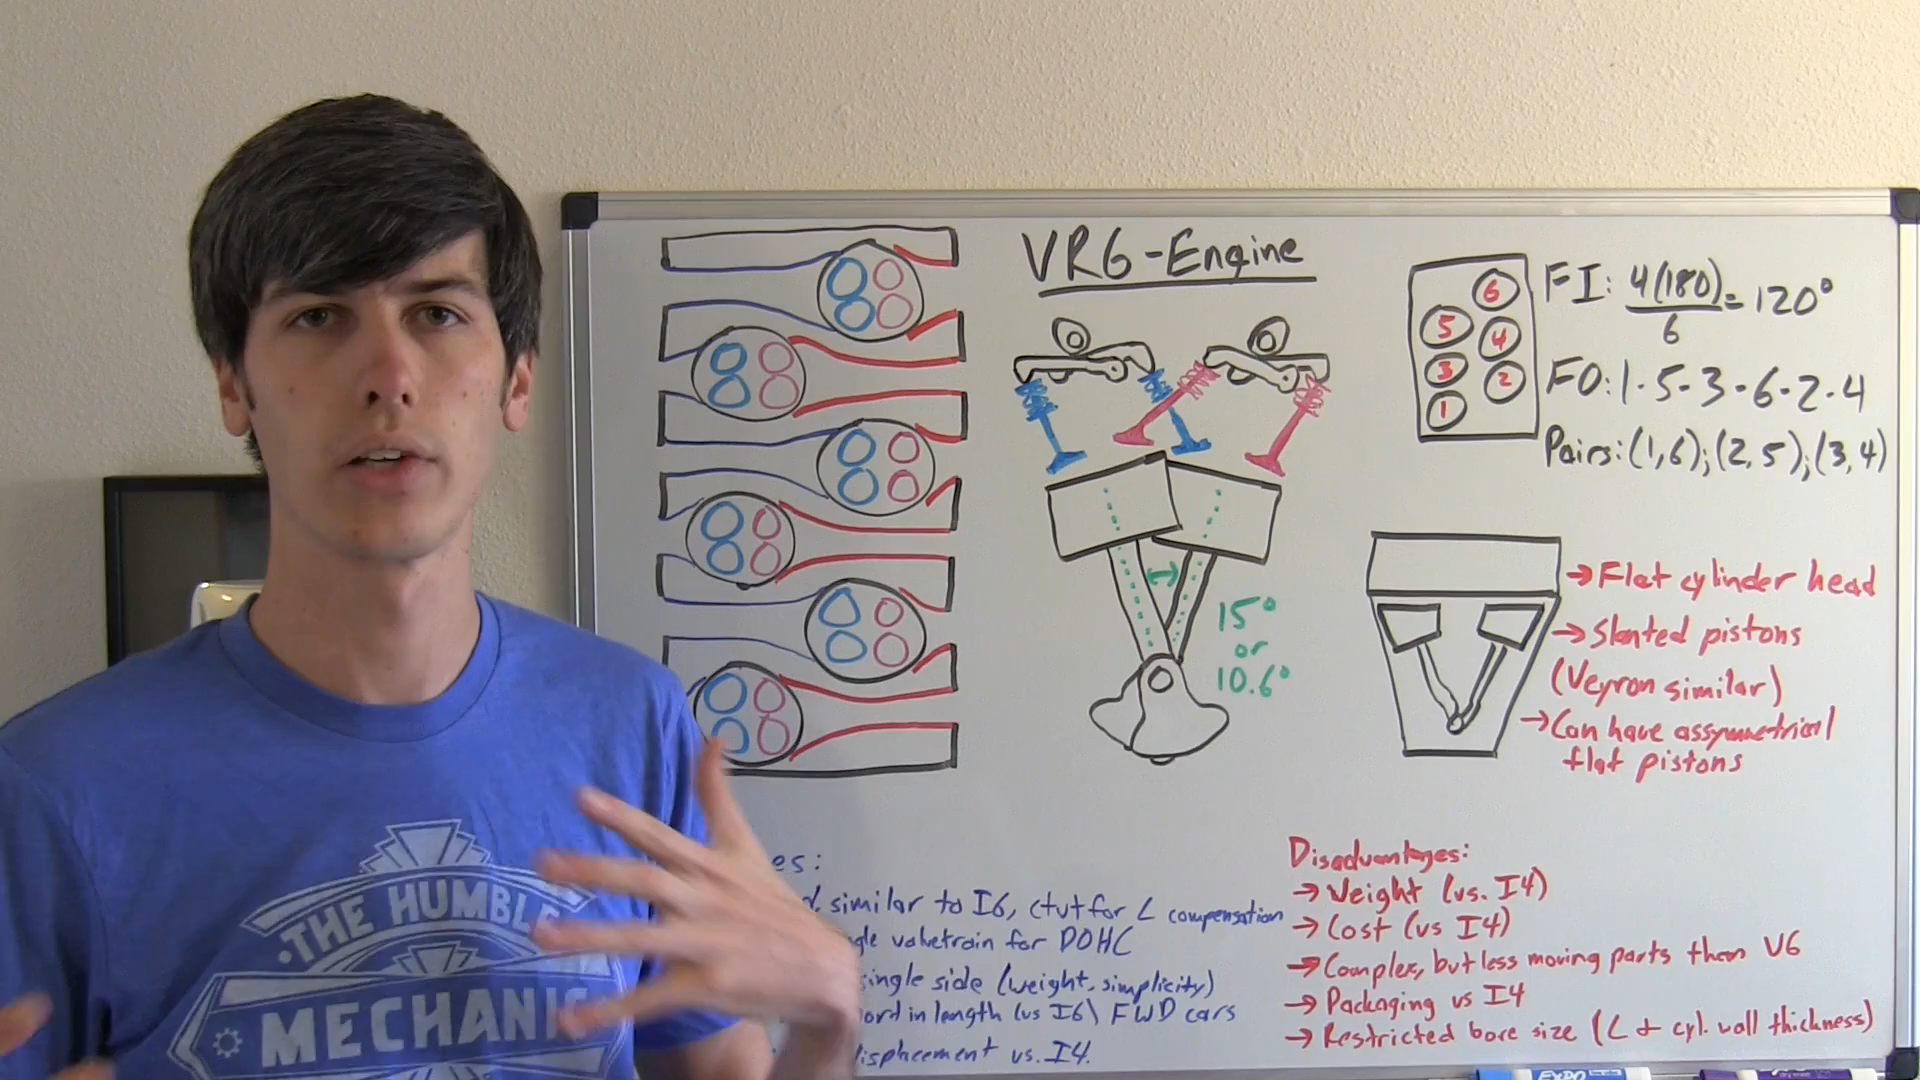 VR6-Engine
6
5
4
3
2
1
FI: 4(180)/6 = 120°
FO: 1·5·3·6·2·4
Pairs: (1,6); (2,5); (3,4)
15°
or
10.6°
→ Flat cylinder head
→ Slanted pistons
(Veyron similar)
→ Can have assymmetrical
flat pistons
es:
similar to I6, ctut for ∠ compensation
gle valvetrain for DOHC
single side (weight, simplicity)
ort in length (vs I6) FWD cars
isplacement vs. I4.
Disadvantages:
→ Weight (vs. I4)
→ Cost (vs I4)
→ Complex, but less moving parts than V6
→ Packaging vs I4
→ Restricted bore size (∠ + cyl. wall thickness)
·THE HUMBLE
MECHANIC
EXPO